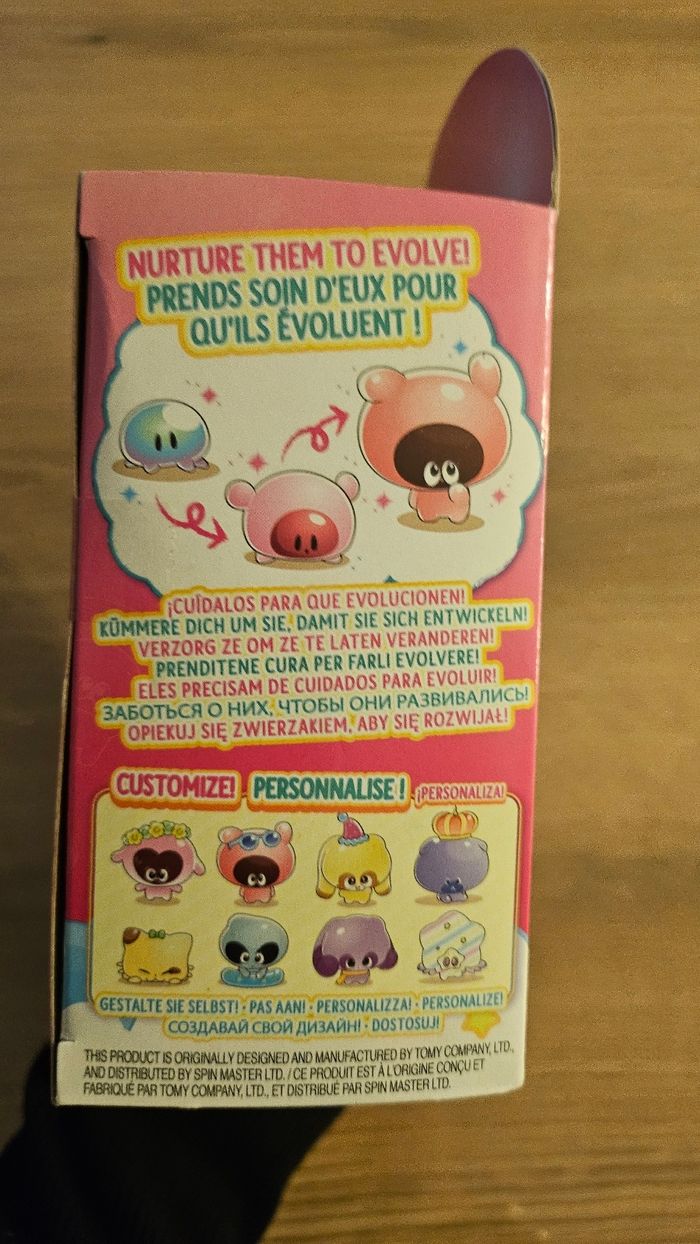 NURTURE THEM TO EVOLVE!
PRENDS SOIN D'EUX POUR
QU'ILS ÉVOLUENT !
¡CUÍDALOS PARA QUE EVOLUCIONEN!
KÜMMERE DICH UM SIE, DAMIT SIE SICH ENTWICKELN!
VERZORG ZE OM ZE TE LATEN VERANDEREN!
PRENDITENE CURA PER FARLI EVOLVERE!
ELES PRECISAM DE CUIDADOS PARA EVOLUIR!
ЗАБОТЬСЯ О НИХ, ЧТОБЫ ОНИ РАЗВИВАЛИСЬ!
OPIEKUJ SIĘ ZWIERZAKIEM, ABY SIĘ ROZWIJAŁ!
CUSTOMIZE! PERSONNALISE ! ¡PERSONALIZA!
GESTALTE SIE SELBST! · PAS AAN! · PERSONALIZZA! · PERSONALIZE!
СОЗДАВАЙ СВОЙ ДИЗАЙН! · DOSTOSUJ!
THIS PRODUCT IS ORIGINALLY DESIGNED AND MANUFACTURED BY TOMY COMPANY, LTD.,
AND DISTRIBUTED BY SPIN MASTER LTD. / CE PRODUIT EST À L'ORIGINE CONÇU ET
FABRIQUÉ PAR TOMY COMPANY, LTD., ET DISTRIBUÉ PAR SPIN MASTER LTD.